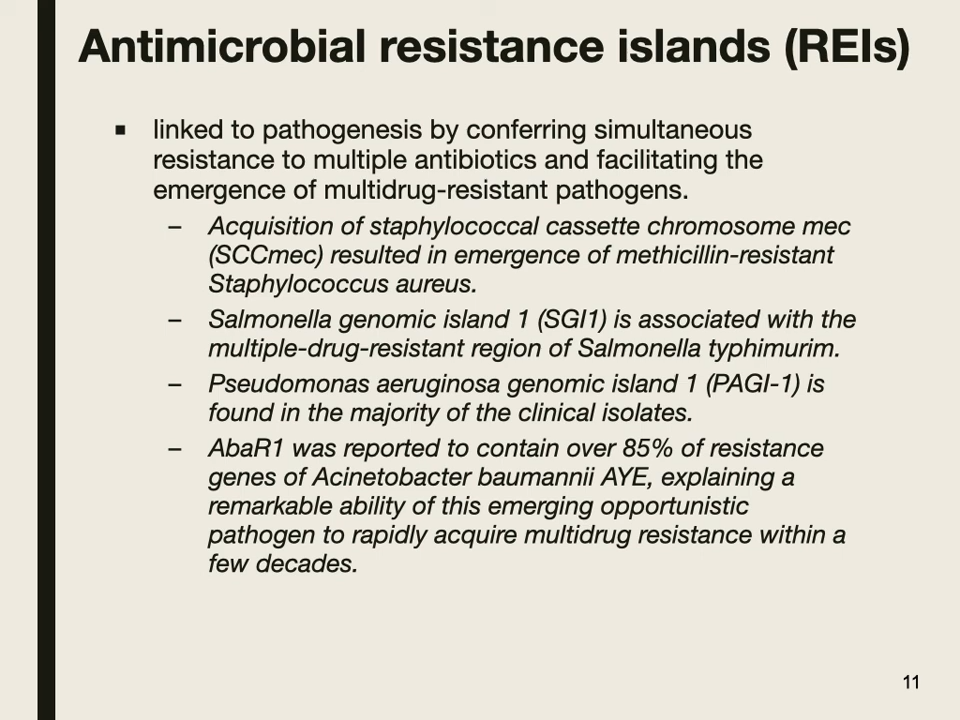 Antimicrobial resistance islands (REIs)
▪ linked to pathogenesis by conferring simultaneous
resistance to multiple antibiotics and facilitating the
emergence of multidrug-resistant pathogens.
– Acquisition of staphylococcal cassette chromosome mec
(SCCmec) resulted in emergence of methicillin-resistant
Staphylococcus aureus.
– Salmonella genomic island 1 (SGI1) is associated with the
multiple-drug-resistant region of Salmonella typhimurim.
– Pseudomonas aeruginosa genomic island 1 (PAGI-1) is
found in the majority of the clinical isolates.
– AbaR1 was reported to contain over 85% of resistance
genes of Acinetobacter baumannii AYE, explaining a
remarkable ability of this emerging opportunistic
pathogen to rapidly acquire multidrug resistance within a
few decades.
11